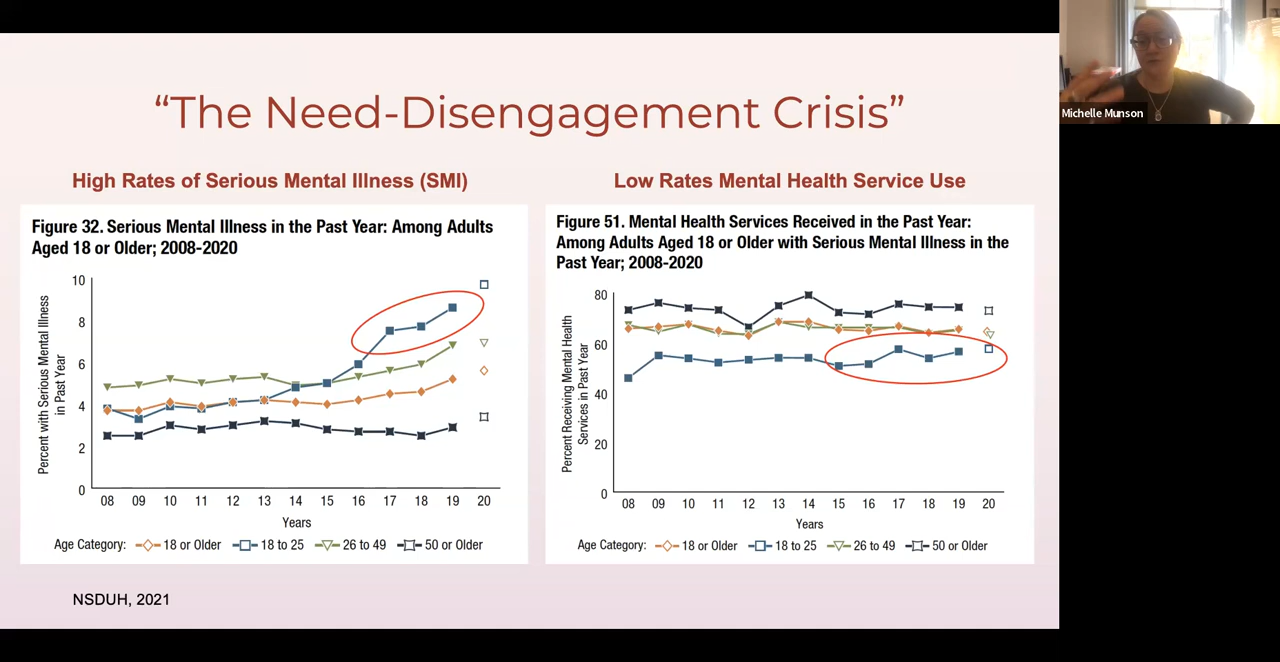 “The Need-Disengagement Crisis”
High Rates of Serious Mental Illness (SMI)
Figure 32. Serious Mental Illness in the Past Year: Among Adults
Aged 18 or Older; 2008-2020
Percent with Serious Mental Illness
in Past Year
10
8
6
4
2
0
08 09 10 11 12 13 14 15 16 17 18 19 20
Years
Age Category: 18 or Older 18 to 25 26 to 49 50 or Older
Low Rates Mental Health Service Use
Figure 51. Mental Health Services Received in the Past Year:
Among Adults Aged 18 or Older with Serious Mental Illness in the
Past Year; 2008-2020
Percent Receiving Mental Health
Services in Past Year
80
60
40
20
0
08 09 10 11 12 13 14 15 16 17 18 19 20
Years
Age Category: 18 or Older 18 to 25 26 to 49 50 or Older
NSDUH, 2021
Michelle Munson